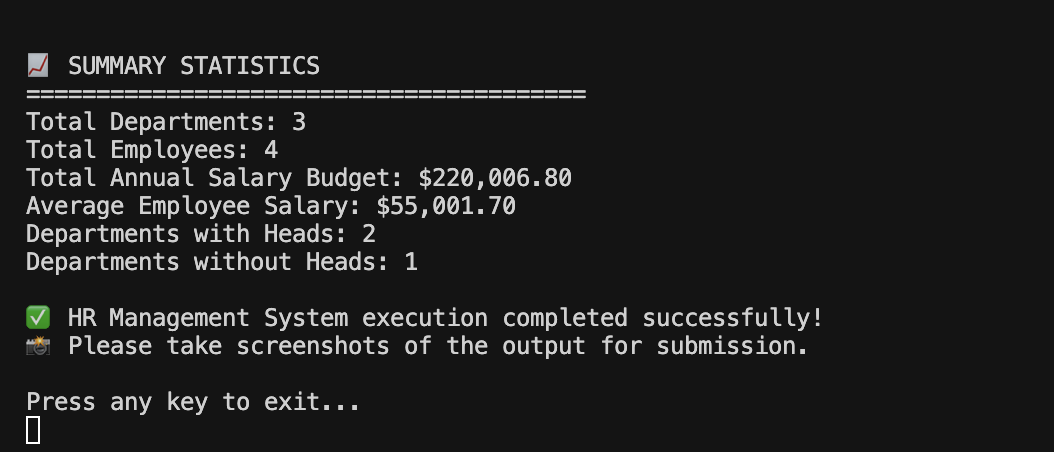 📈 SUMMARY STATISTICS
========================================
Total Departments: 3
Total Employees: 4
Total Annual Salary Budget: $220,006.80
Average Employee Salary: $55,001.70
Departments with Heads: 2
Departments without Heads: 1
✅ HR Management System execution completed successfully!
📸 Please take screenshots of the output for submission.
Press any key to exit...